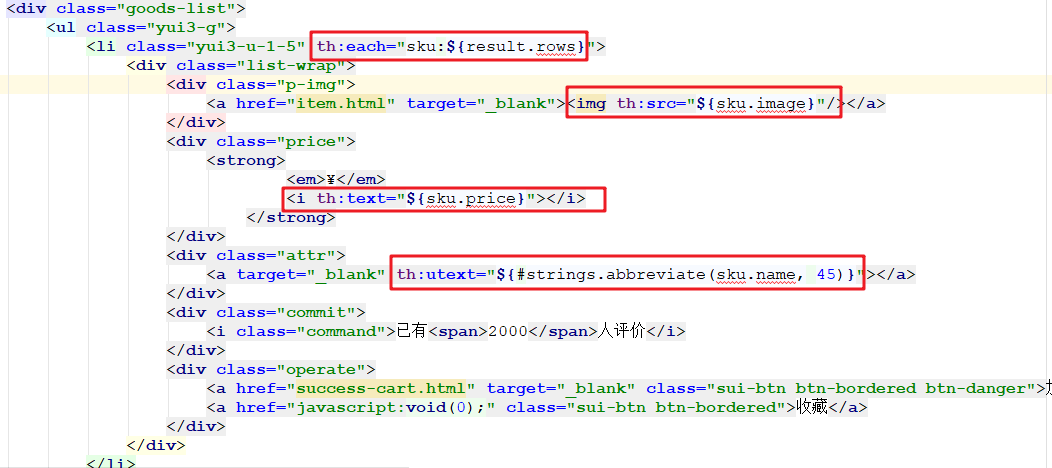 <div class="goods-list">
<ul class="yui3-g">
<li class="yui3-u-1-5" th:each="sku:${result.rows}">
<div class="list-wrap">
<div class="p-img">
<a href="item.html" target="_blank"><img th:src="${sku.image}"/></a>
</div>
<div class="price">
<strong>
<em>¥</em>
<i th:text="${sku.price}"></i>
</strong>
</div>
<div class="attr">
<a target="_blank" th:utext="${#strings.abbreviate(sku.name, 45)}"></a>
</div>
<div class="commit">
<i class="command">已有<span>2000</span>人评价</i>
</div>
<div class="operate">
<a href="success-cart.html" target="_blank" class="sui-btn btn-bordered btn-danger">
<a href="javascript:void(0);" class="sui-btn btn-bordered">收藏</a>
</div>
</div>
</li>